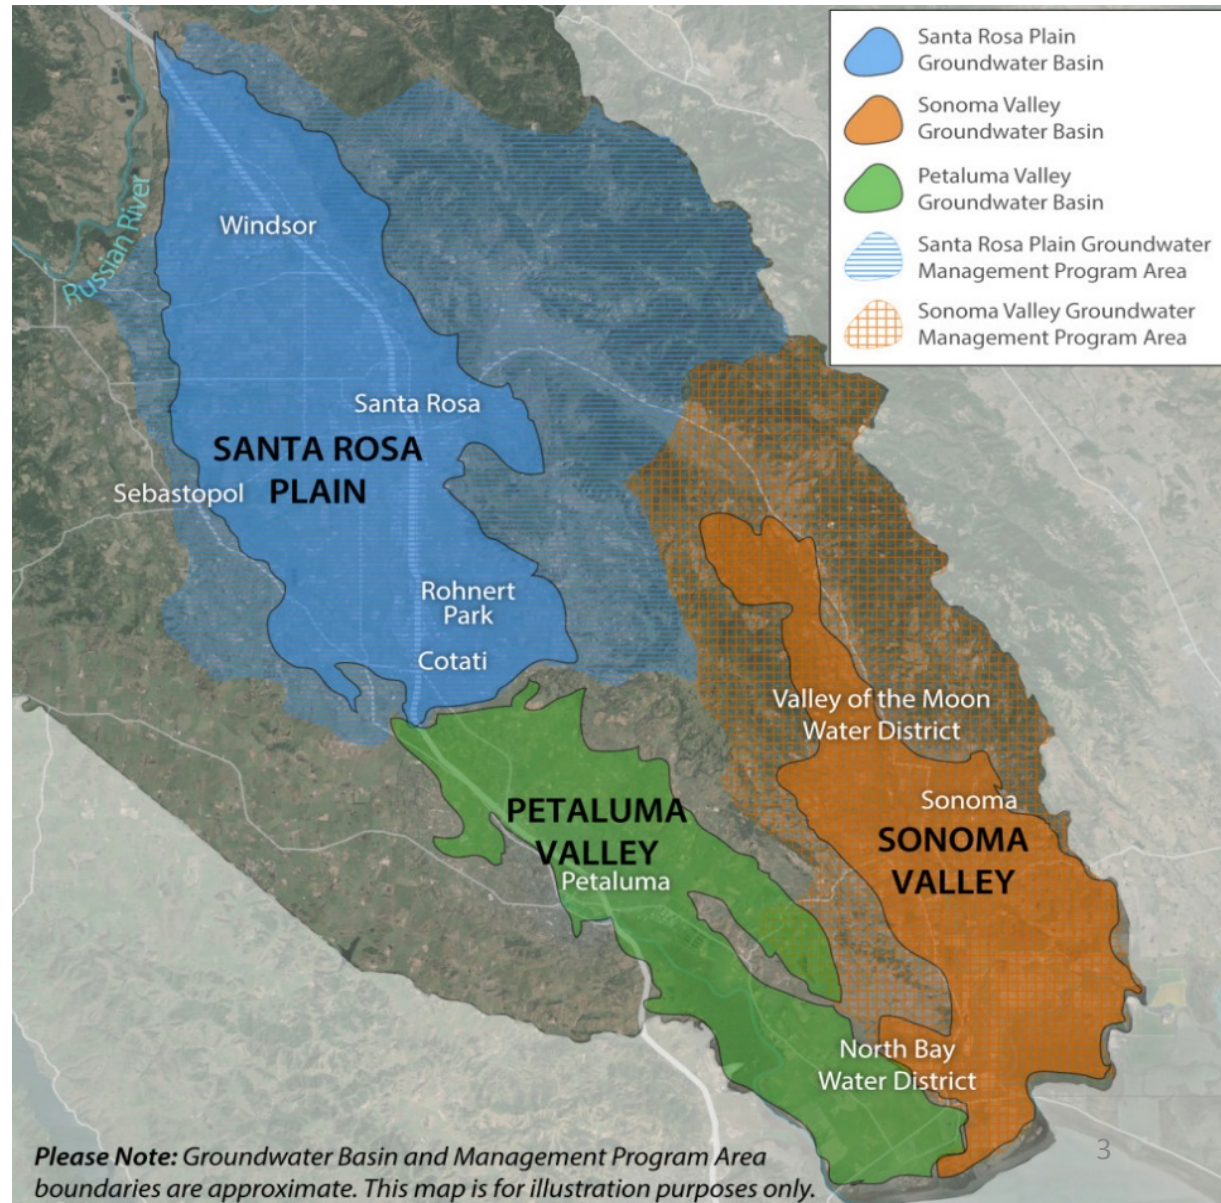 Santa Rosa Plain
Groundwater Basin
Sonoma Valley
Groundwater Basin
Petaluma Valley
Groundwater Basin
Santa Rosa Plain Groundwater
Management Program Area
Sonoma Valley Groundwater
Management Program Area
Russian River
Windsor
Santa Rosa
SANTA ROSA
PLAIN
Sebastopol
Rohnert
Park
Cotati
Valley of the Moon
Water District
Sonoma
SONOMA
VALLEY
PETALUMA
VALLEY
Petaluma
North Bay
Water District
3
Please Note: Groundwater Basin and Management Program Area
boundaries are approximate. This map is for illustration purposes only.